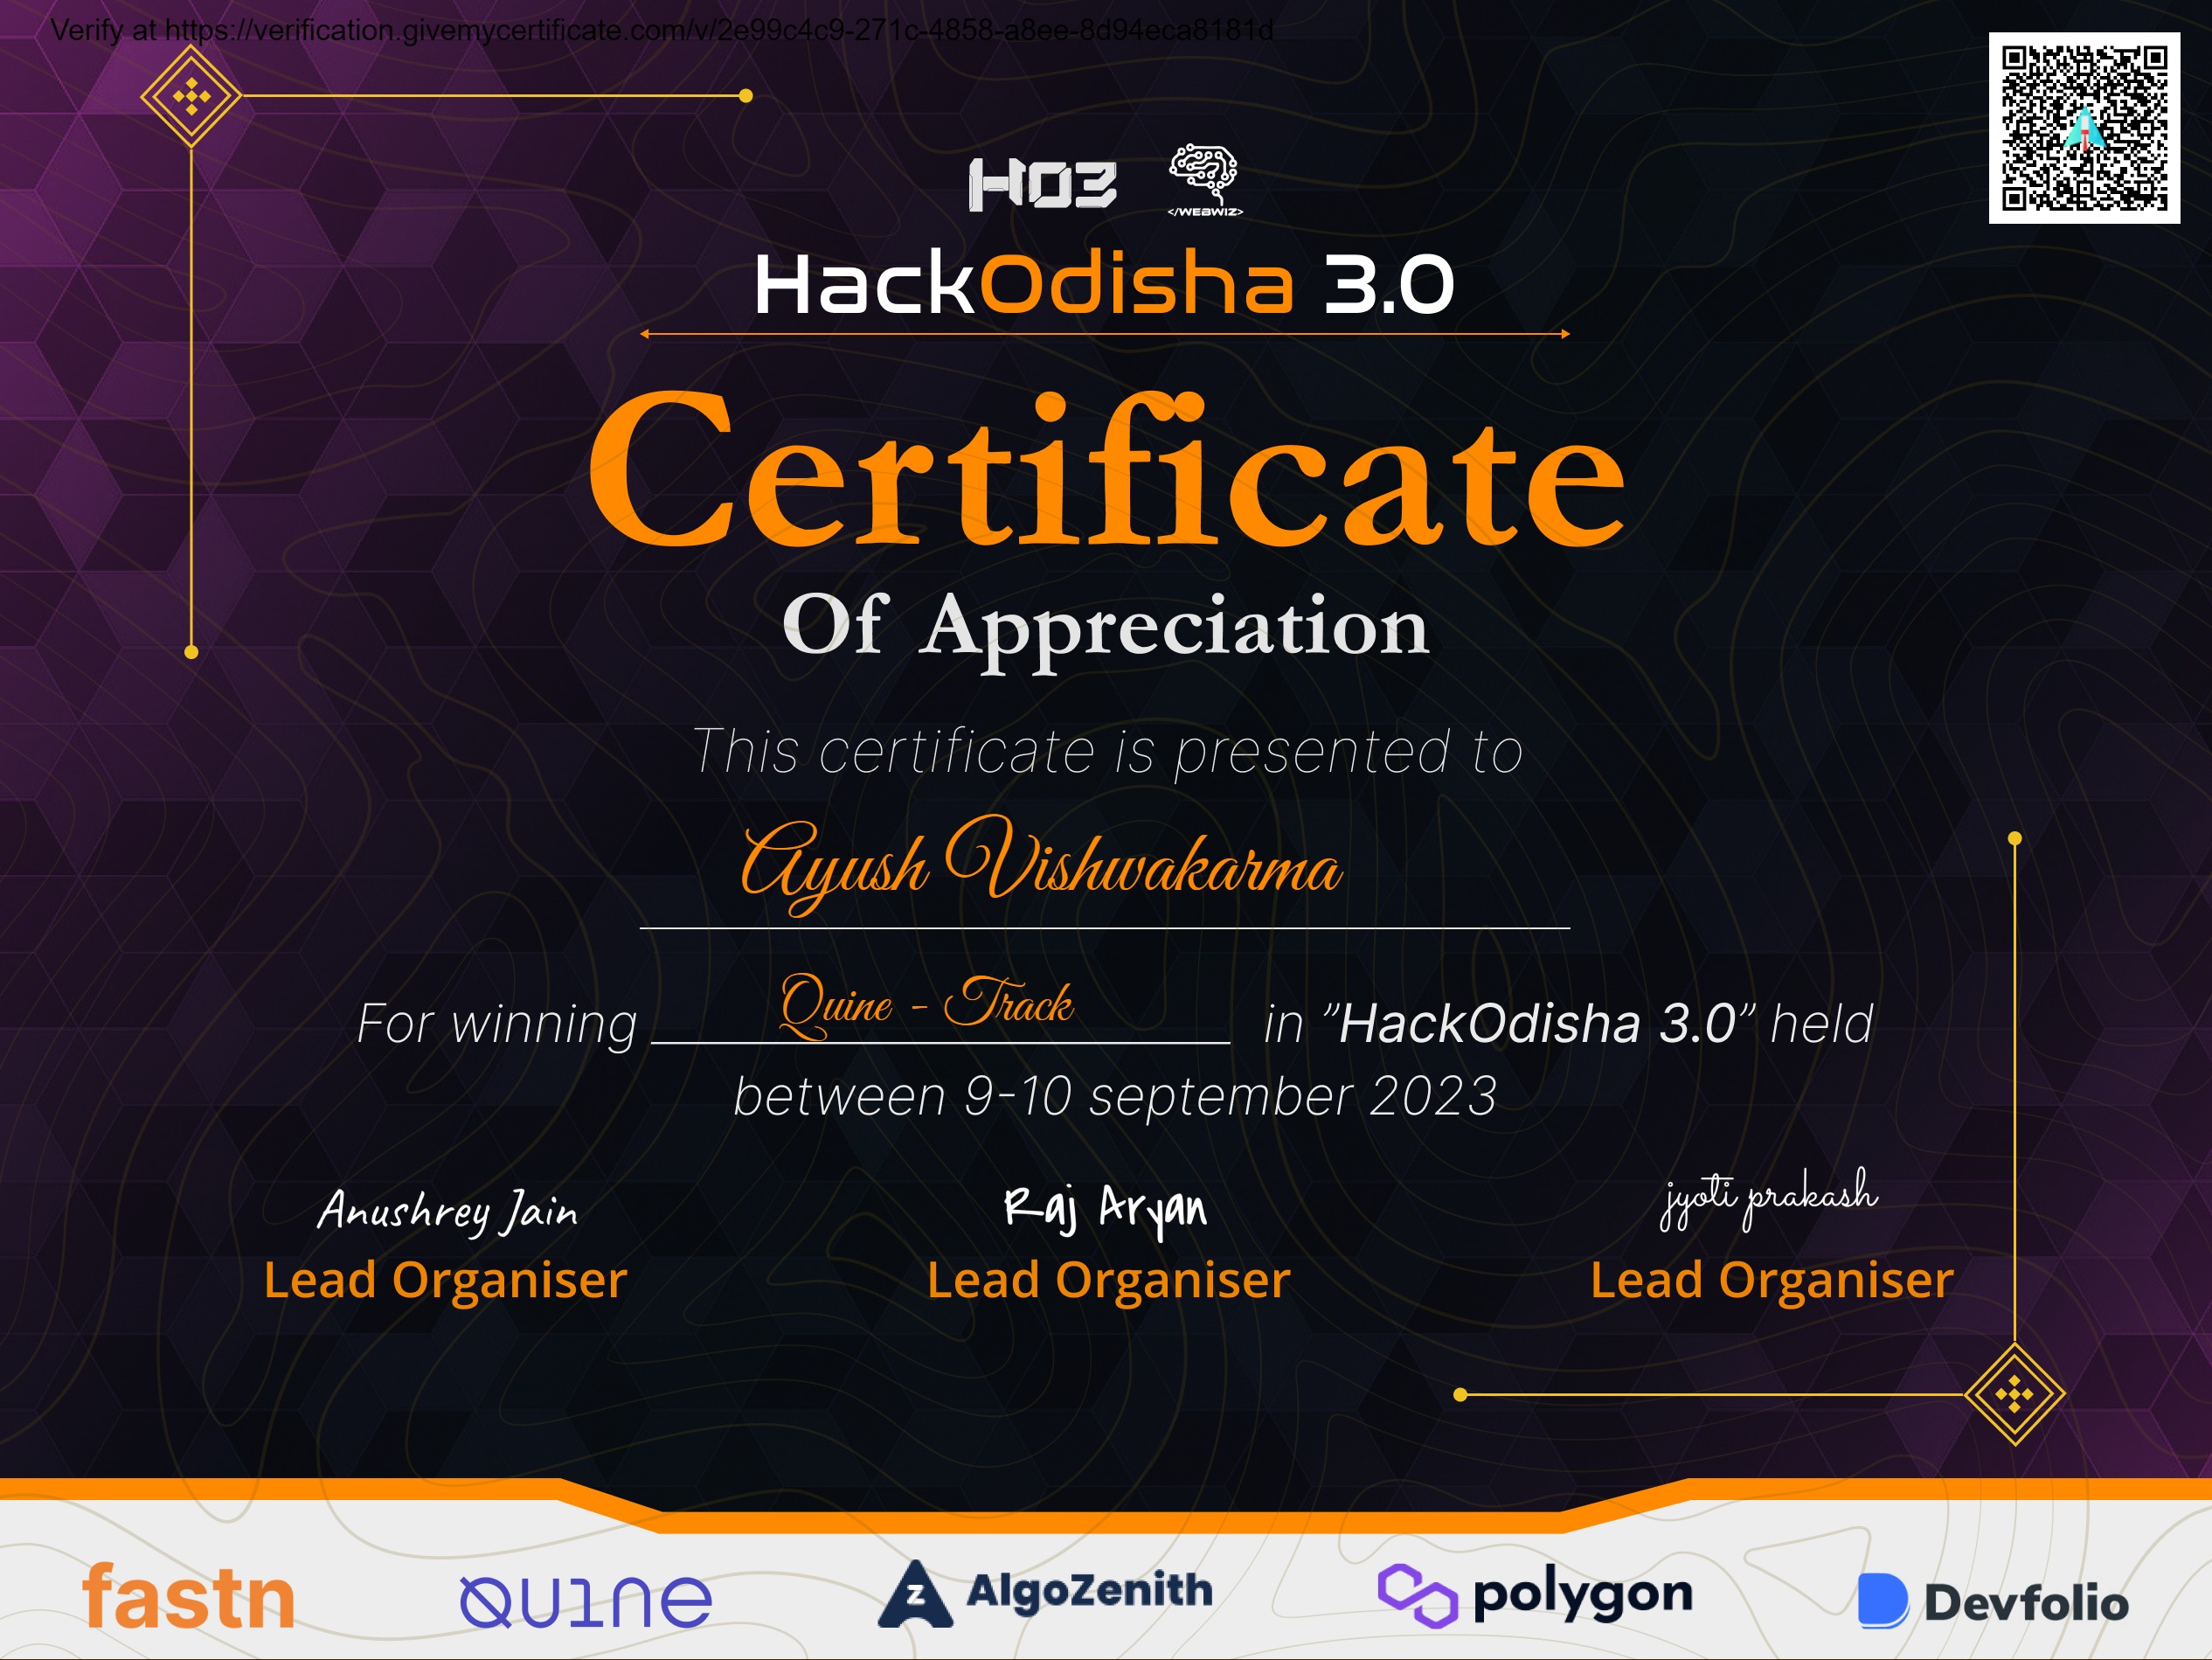 Verify at https://verification.givemycertificate.com/v/2e99c4c9-271c-4858-a8ee-8d94eca8181d
HO3
</WEBWIZ>
HackOdisha 3.0
Certificate
Of Appreciation
This certificate is presented to
Ayush Vishwakarma
For winning Quine - Track in ”HackOdisha 3.0” held
between 9-10 september 2023
Anushrey Jain Raj Aryan jyoti prakash
Lead Organiser Lead Organiser Lead Organiser
fastn quine AlgoZenith polygon Devfolio